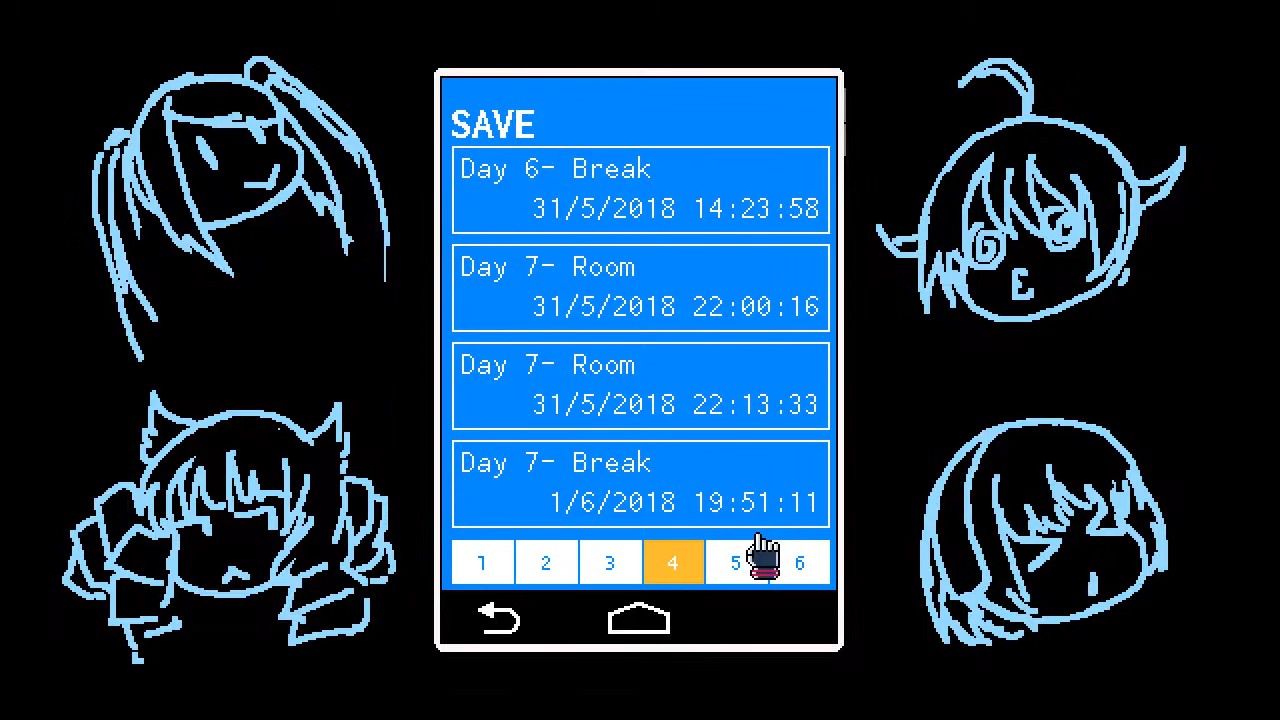 SAVE
Day 6- Break
31/5/2018 14:23:58
Day 7- Room
31/5/2018 22:00:16
Day 7- Room
31/5/2018 22:13:33
Day 7- Break
1/6/2018 19:51:11
1 2 3 4 5 6